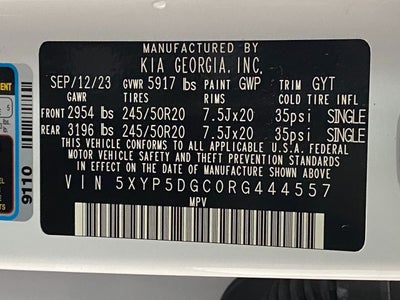 MANUFACTURED BY
KIA GEORGIA, INC.
SEP/12/23 GVWR 5917 lbs PAINT GWP TRIM GYT
GAWR TIRES RIMS COLD TIRE INFL
FRONT 2954 lbs 245/50R20 7.5Jx20 35psi SINGLE
REAR 3196 lbs 245/50R20 7.5Jx20 35psi SINGLE
THIS VEHICLE CONFORMS TO ALL APPLICABLE U.S.A. FEDERAL
MOTOR VEHICLE SAFETY, BUMPER, AND THEFT PREVENTION STANDARDS
IN EFFECT ON THE DATE OF MANUFACTURE SHOWN ABOVE
VIN 5XYP5DGC0RG444557
MPV
9110